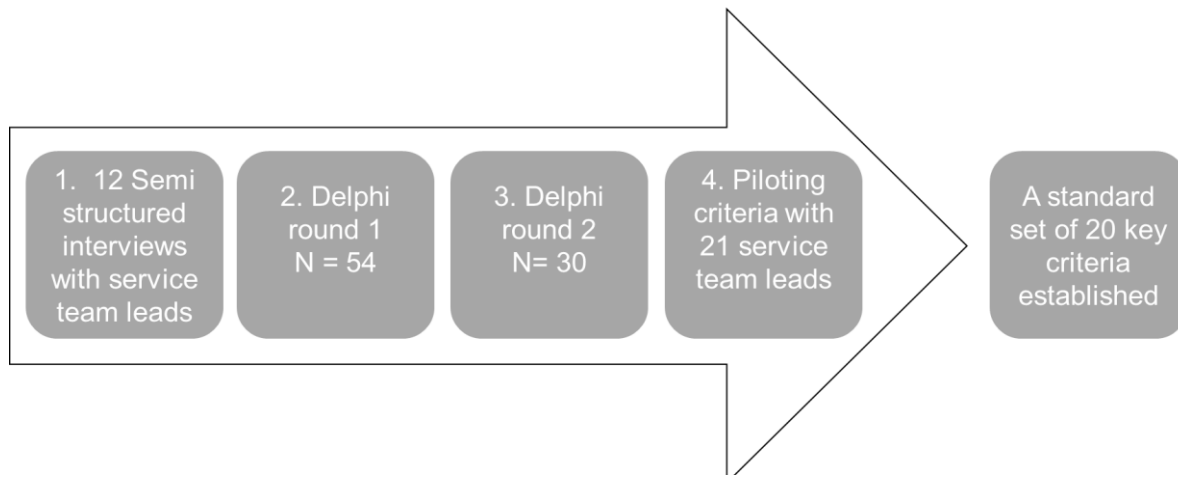 1. 12 Semi
structured
interviews
with service
team leads
2. Delphi
round 1
N = 54
3. Delphi
round 2
N= 30
4. Piloting
criteria with
21 service
team leads
A standard
set of 20 key
criteria
established